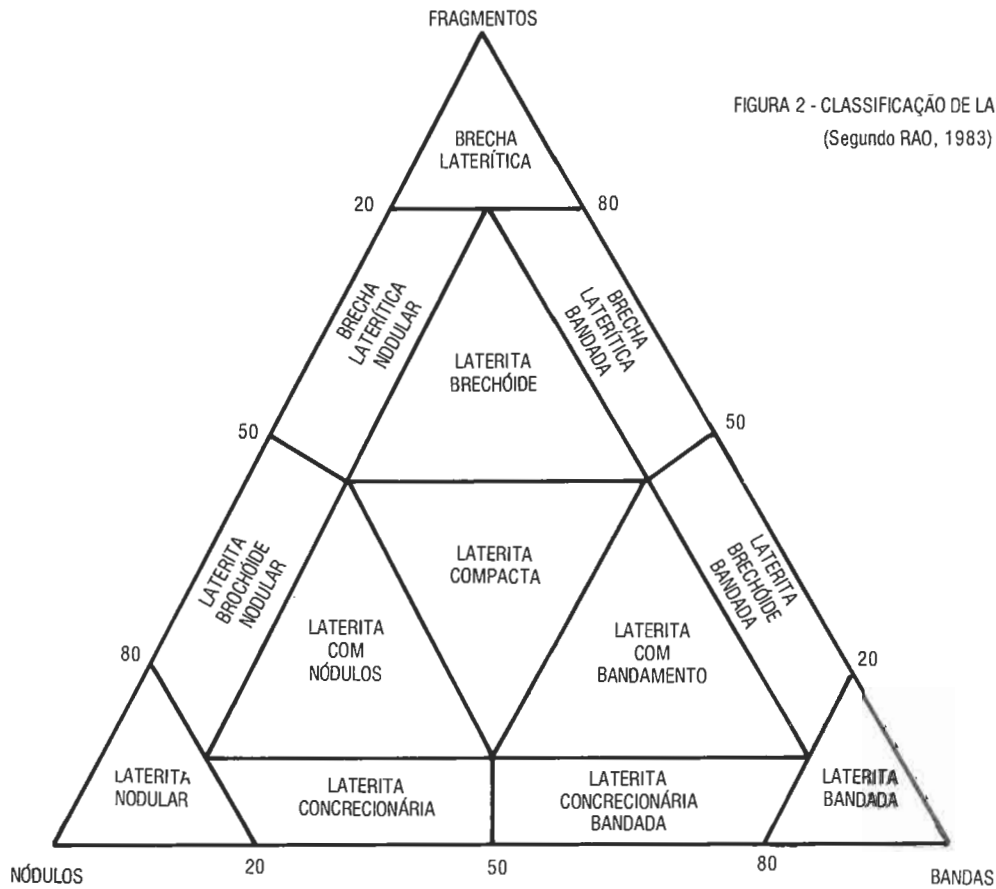 FRAGMENTOS
FIGURA 2 - CLASSIFICAÇÃO DE LA
(Segundo RAO, 1983)
BRECHA
LATERÍTICA
20
80
BRECHA
LATERÍTICA
NDDULAR
BRECHA
LATERÍTICA
BANDADA
LATERITA
BRECHÓIDE
50
50
LATERITA
BROCHÓIDE
NODULAR
LATERITA
COMPACTA
LATERITA
BRECHÓIDE
BANDADA
LATERITA
COM
NÓDULOS
LATERITA
COM
BANDAMENTO
80
20
LATERITA
NODULAR
LATERITA
CONCRECIONÁRIA
LATERITA
CONCRECIONÁRIA
BANDADA
LATERITA
BANDADA
NÓDULOS
20
50
80
BANDAS